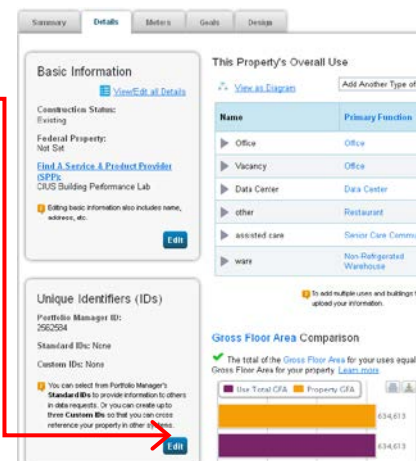 Summary
Details
Meters
Goals
Design
Basic Information
View/Edit all Details
Construction Status:
Existing
Federal Property:
Not Set
Find A Service & Product Provider
(SPP):
CIUS Building Performance Lab
Editing basic information also includes name,
address, etc.
Edit
Unique Identifiers (IDs)
Portfolio Manager ID:
2562584
Standard IDs: None
Custom IDs: None
You can select from Portfolio Manager's
Standard IDs to provide information to others
in data requests. Or you can create up to
three Custom IDs so that you can cross
reference your property in other systems.
Edit
This Property's Overall Use
View as Diagram
Add Another Type of
Name
Primary Function
Office
Office
Vacancy
Office
Data Center
Data Center
other
Restaurant
assisted care
Senior Care Commu
ware
Non-Refrigerated
Warehouse
To add multiple uses and buildings
upload your information.
Gross Floor Area Comparison
The total of the Gross Floor Area for your uses equal
Gross Floor Area for your property. Learn more.
Use Total GFA
Property GFA
634,613
634,613